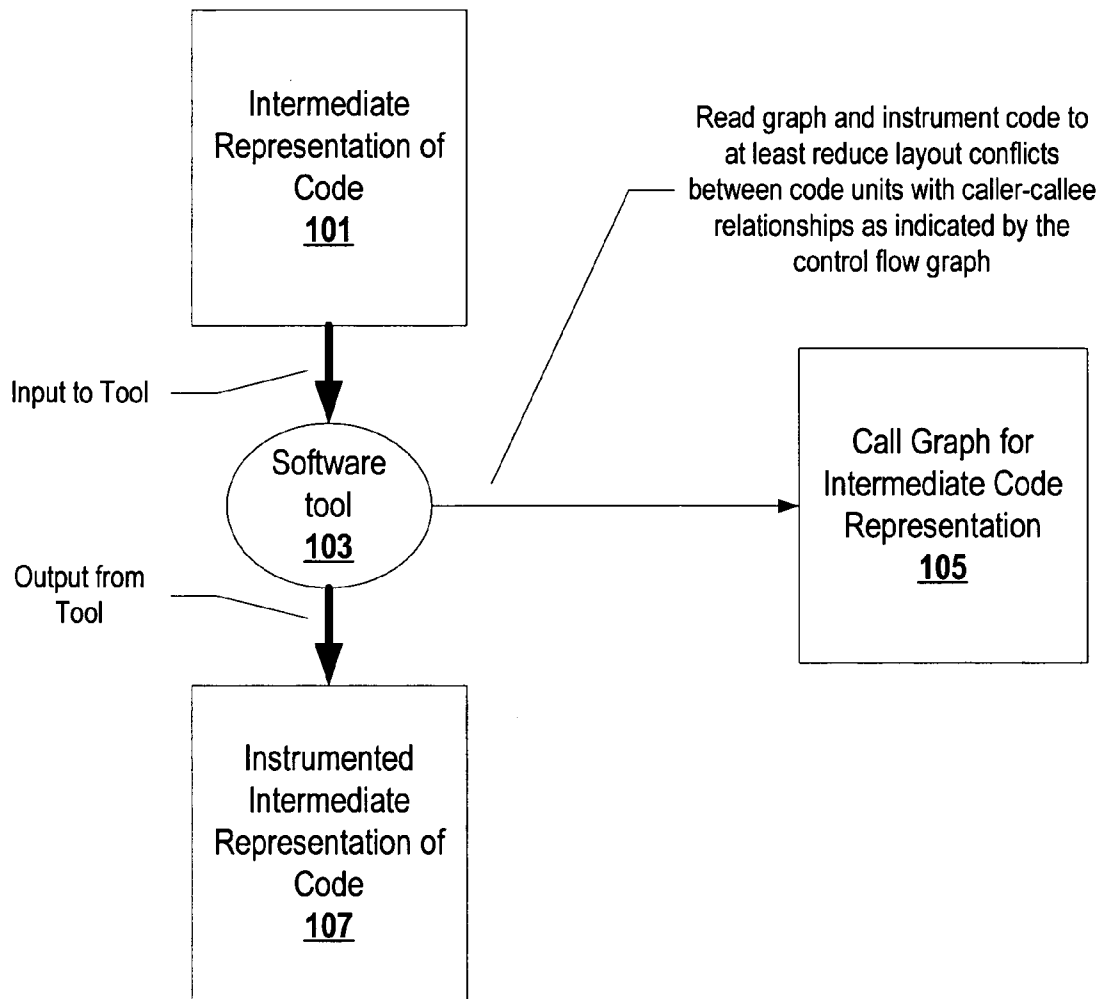 Intermediate
Representation of
Code
101
Read graph and instrument code to
at least reduce layout conflicts
between code units with caller-callee
relationships as indicated by the
control flow graph
Input to Tool
Software
tool
103
Call Graph for
Intermediate Code
Representation
105
Output from
Tool
Instrumented
Intermediate
Representation of
Code
107